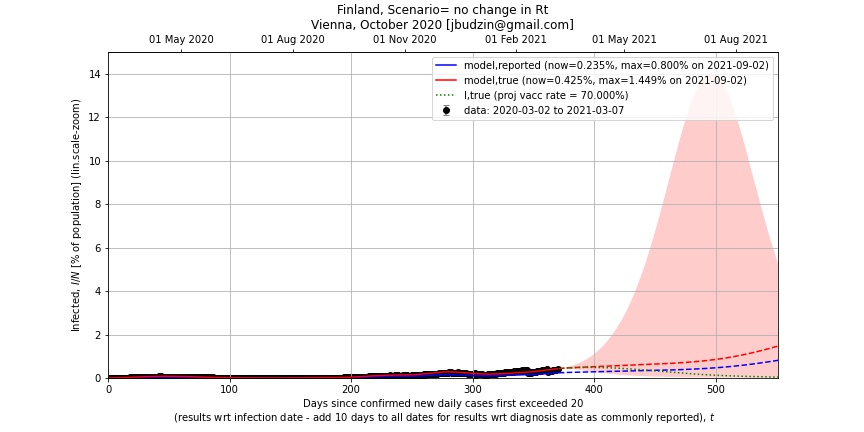 Finland, Scenario= no change in Rt
Vienna, October 2020 [jbudzin@gmail.com]
01 May 2020 01 Aug 2020 01 Nov 2020 01 Feb 2021 01 May 2021 01 Aug 2021
model,reported (now=0.235%, max=0.800% on 2021-09-02)
model,true (now=0.425%, max=1.449% on 2021-09-02)
I,true (proj vacc rate = 70.000%)
data: 2020-03-02 to 2021-03-07
Infected, I/N [% of population] (lin.scale-zoom)
14
12
10
8
6
4
2
0
0 100 200 300 400 500
Days since confirmed new daily cases first exceeded 20
(results wrt infection date - add 10 days to all dates for results wrt diagnosis date as commonly reported), t